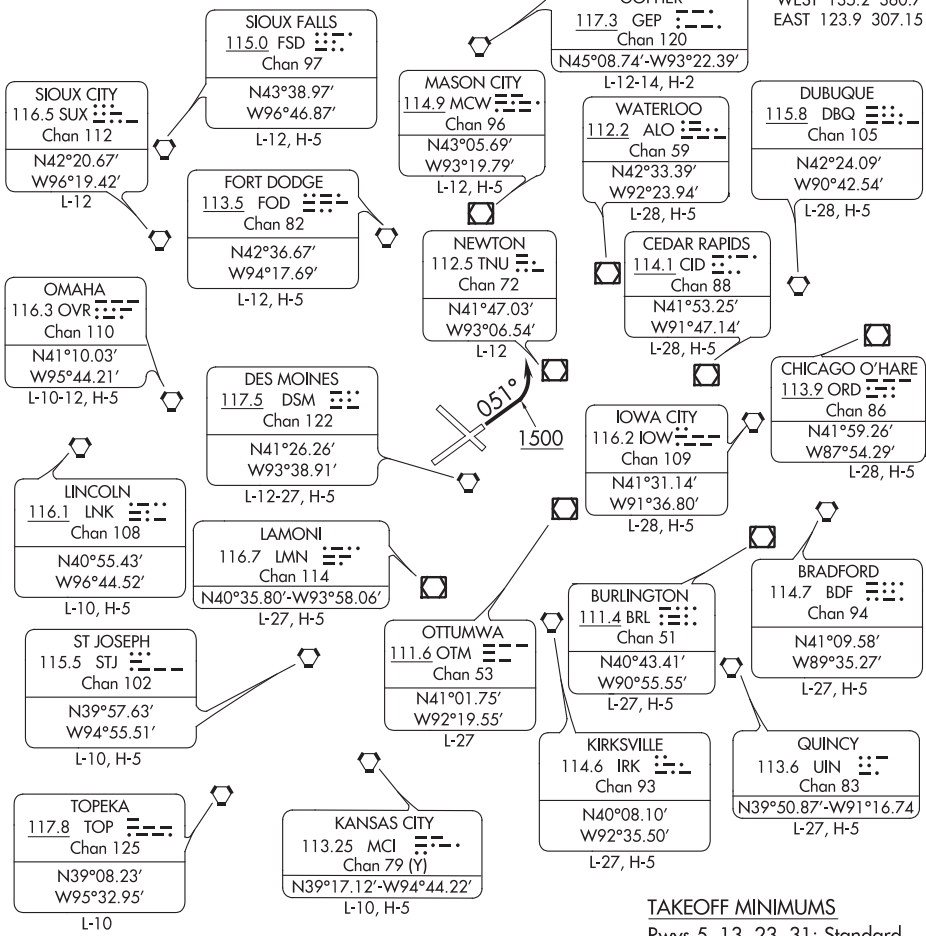 GOPHER
117.3 GEP
Chan 120
N45°08.74'-W93°22.39'
L-12-14, H-2
WEST 135.2 360.7
EAST 123.9 307.15
SIOUX FALLS
115.0 FSD
Chan 97
N43°38.97'
W96°46.87'
L-12, H-5
SIOUX CITY
116.5 SUX
Chan 112
N42°20.67'
W96°19.42'
L-12
MASON CITY
114.9 MCW
Chan 96
N43°05.69'
W93°19.79'
L-12, H-5
WATERLOO
112.2 ALO
Chan 59
N42°33.39'
W92°23.94'
L-28, H-5
DUBUQUE
115.8 DBQ
Chan 105
N42°24.09'
W90°42.54'
L-28, H-5
FORT DODGE
113.5 FOD
Chan 82
N42°36.67'
W94°17.69'
L-12, H-5
NEWTON
112.5 TNU
Chan 72
N41°47.03'
W93°06.54'
L-12
CEDAR RAPIDS
114.1 CID
Chan 88
N41°53.25'
W91°47.14'
L-28, H-5
OMAHA
116.3 OVR
Chan 110
N41°10.03'
W95°44.21'
L-10-12, H-5
DES MOINES
117.5 DSM
Chan 122
N41°26.26'
W93°38.91'
L-12-27, H-5
051°
1500
CHICAGO O'HARE
113.9 ORD
Chan 86
N41°59.26'
W87°54.29'
L-28, H-5
IOWA CITY
116.2 IOW
Chan 109
N41°31.14'
W91°36.80'
L-28, H-5
LINCOLN
116.1 LNK
Chan 108
N40°55.43'
W96°44.52'
L-10, H-5
LAMONI
116.7 LMN
Chan 114
N40°35.80'-W93°58.06'
L-27, H-5
OTTUMWA
111.6 OTM
Chan 53
N41°01.75'
W92°19.55'
L-27
BURLINGTON
111.4 BRL
Chan 51
N40°43.41'
W90°55.55'
L-27, H-5
BRADFORD
114.7 BDF
Chan 94
N41°09.58'
W89°35.27'
L-27, H-5
ST JOSEPH
115.5 STJ
Chan 102
N39°57.63'
W94°55.51'
L-10, H-5
KIRKSVILLE
114.6 IRK
Chan 93
N40°08.10'
W92°35.50'
L-27, H-5
QUINCY
113.6 UIN
Chan 83
N39°50.87'-W91°16.74
L-27, H-5
TOPEKA
117.8 TOP
Chan 125
N39°08.23'
W95°32.95'
L-10
KANSAS CITY
113.25 MCI
Chan 79 (Y)
N39°17.12'-W94°44.22'
L-10, H-5
TAKEOFF MINIMUMS
Rwys 5, 13, 23, 31: Standard